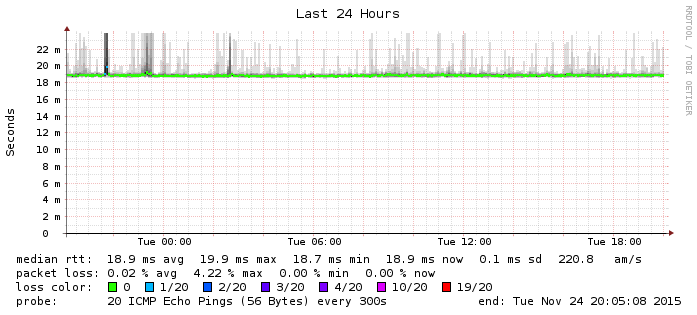 Last 24 Hours
RRDTOOL / TOBI OETIKER
Seconds
22 m
20 m
18 m
16 m
14 m
12 m
10 m
8 m
6 m
4 m
2 m
0
Tue 00:00 Tue 06:00 Tue 12:00 Tue 18:00
median rtt: 18.9 ms avg 19.9 ms max 18.7 ms min 18.9 ms now 0.1 ms sd 220.8 am/s
packet loss: 0.02 % avg 4.22 % max 0.00 % min 0.00 % now
loss color: 0 1/20 2/20 3/20 4/20 10/20 19/20
probe: 20 ICMP Echo Pings (56 Bytes) every 300s end: Tue Nov 24 20:05:08 2015